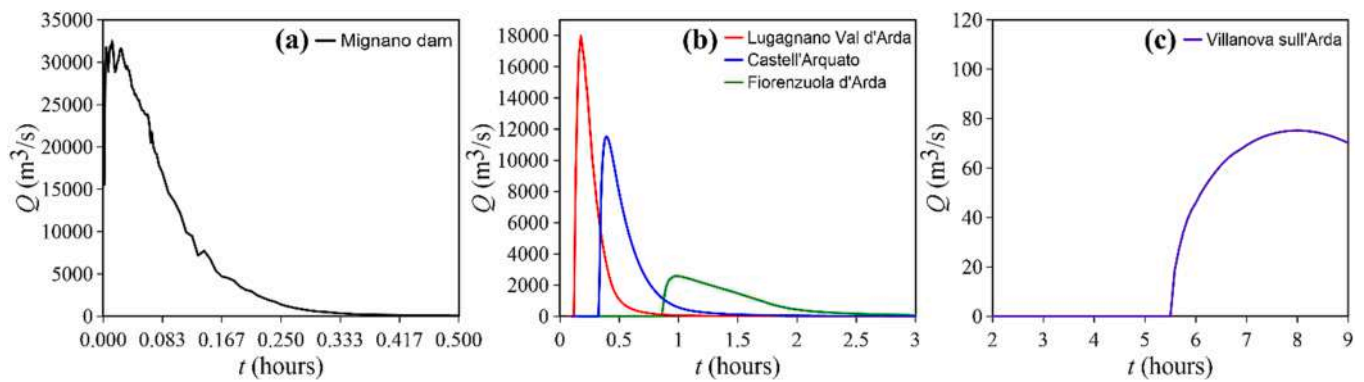 (a)
Mignano dam
Q (m³/s)
35000
30000
25000
20000
15000
10000
5000
0
0.000 0.083 0.167 0.250 0.333 0.417 0.500
t (hours)
(b)
Lugagnano Val d'Arda
Castell'Arquato
Fiorenzuola d'Arda
Q (m³/s)
18000
16000
14000
12000
10000
8000
6000
4000
2000
0
0 0.5 1 1.5 2 2.5 3
t (hours)
(c)
Villanova sull'Arda
Q (m³/s)
120
100
80
60
40
20
0
2 3 4 5 6 7 8 9
t (hours)